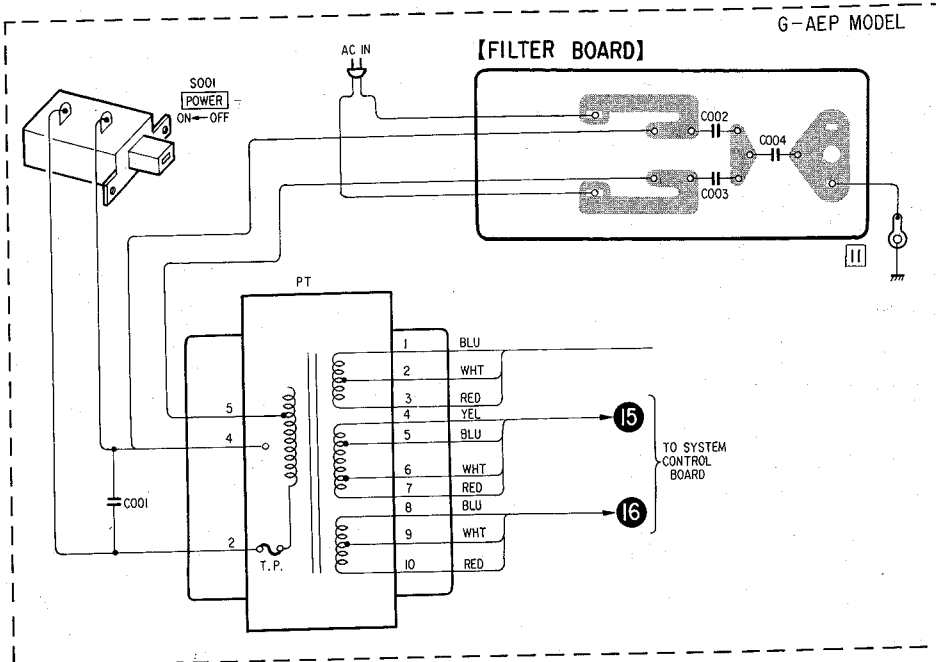 G-AEP MODEL
【FILTER BOARD】
AC IN
S001
POWER
ON←OFF
C002
C004
C003
11
PT
1 BLU
2 WHT
3 RED
4 YEL
5 BLU
6 WHT
7 RED
8 BLU
9 WHT
10 RED
5
4
2
C001
T.P.
15
16
TO SYSTEM
CONTROL
BOARD